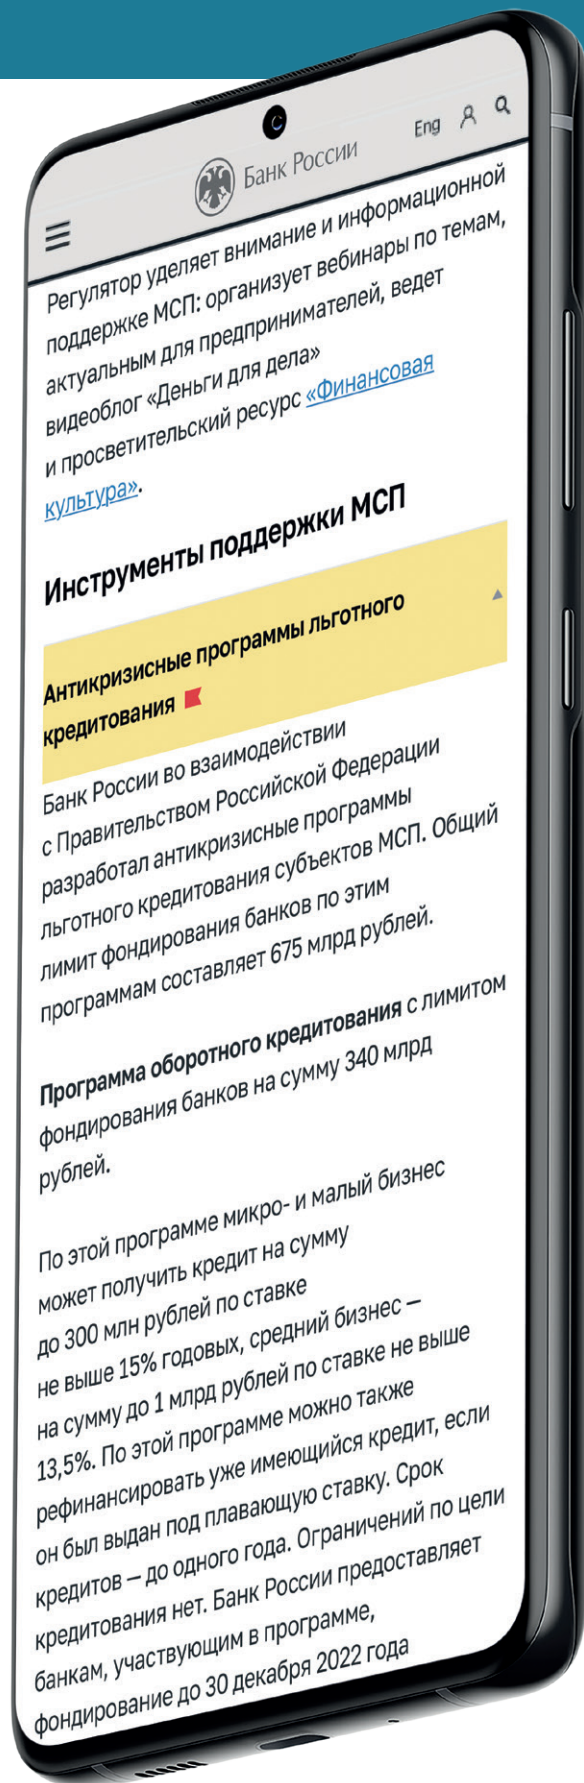 Банк России
Eng
Регулятор уделяет внимание и информационной
поддержке МСП: организует вебинары по темам,
актуальным для предпринимателей, ведет
видеоблог «Деньги для дела»
и просветительский ресурс «Финансовая
культура».
Инструменты поддержки МСП
Антикризисные программы льготного
кредитования
Банк России во взаимодействии
с Правительством Российской Федерации
разработал антикризисные программы
льготного кредитования субъектов МСП. Общий
лимит фондирования банков по этим
программам составляет 675 млрд рублей.
Программа оборотного кредитования с лимитом
фондирования банков на сумму 340 млрд
рублей.
По этой программе микро- и малый бизнес
может получить кредит на сумму
до 300 млн рублей по ставке
не выше 15% годовых, средний бизнес —
на сумму до 1 млрд рублей по ставке не выше
13,5%. По этой программе можно также
рефинансировать уже имеющийся кредит, если
он был выдан под плавающую ставку. Срок
кредитов — до одного года. Ограничений по цели
кредитования нет. Банк России предоставляет
банкам, участвующим в программе,
фондирование до 30 декабря 2022 года